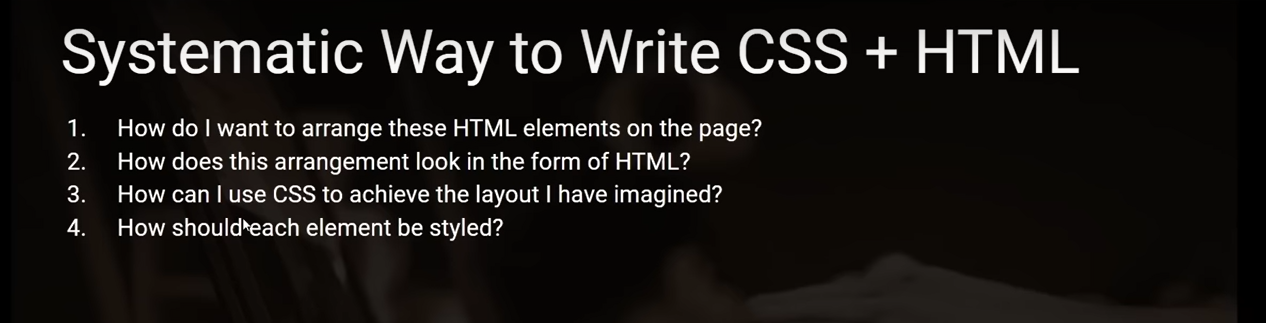 Systematic Way to Write CSS + HTML
1. How do I want to arrange these HTML elements on the page?
2. How does this arrangement look in the form of HTML?
3. How can I use CSS to achieve the layout I have imagined?
4. How should each element be styled?